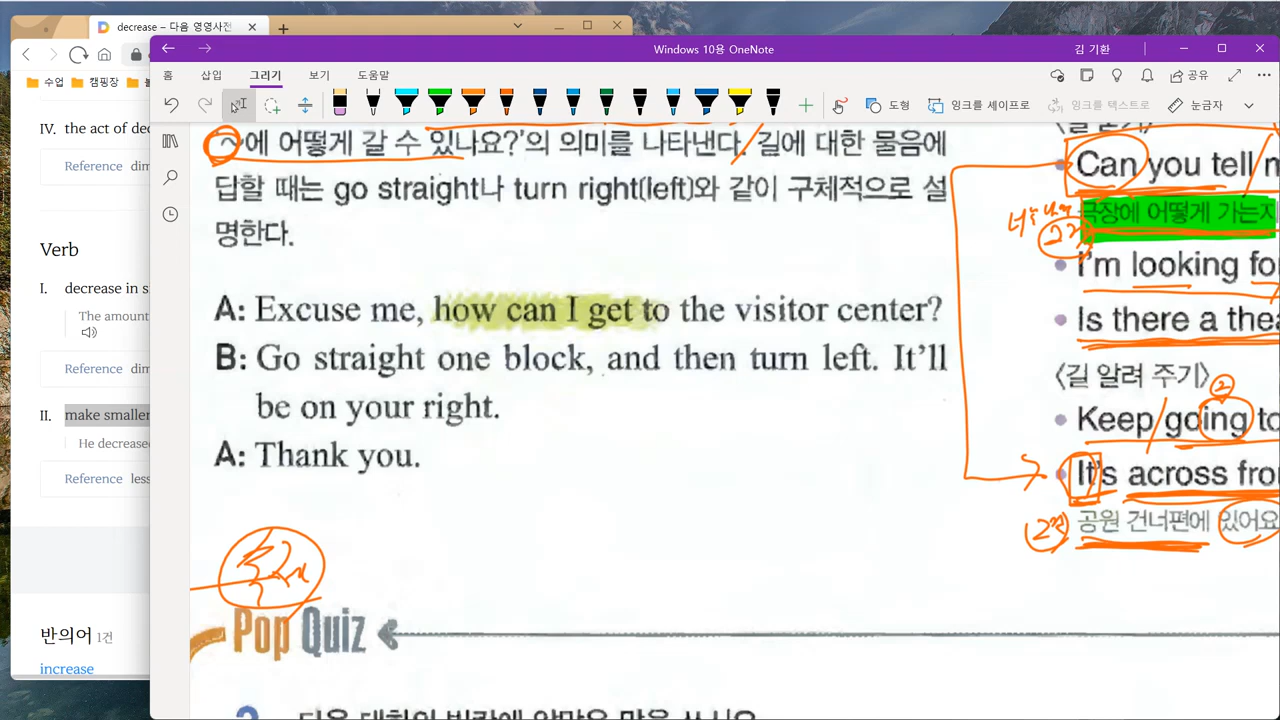 decrease – 다음 영영사전
수업
캠핑장
Windows 10용 OneNote
김 기환
홈
삽입
그리기
보기
도움말
공유
도형
잉크를 셰이프로
잉크를 텍스트로
눈금자
IV. the act of dec
Reference dim
Verb
I. decrease in s
The amount
Reference dim
II. make smaller
He decreased
Reference less
반의어 1건
increase
'~에 어떻게 갈 수 있나요?'의 의미를 나타낸다. 길에 대한 물음에
답할 때는 go straight나 turn right(left)와 같이 구체적으로 설
명한다.
A: Excuse me, how can I get to the visitor center?
B: Go straight one block, and then turn left. It'll
be on your right.
A: Thank you.
Pop Quiz
Can you tell
극장에 어떻게 가는지
I'm looking for
Is there a thea
〈길 알려 주기〉
2
Keep going to
It's across from
공원 건너편에 있어요